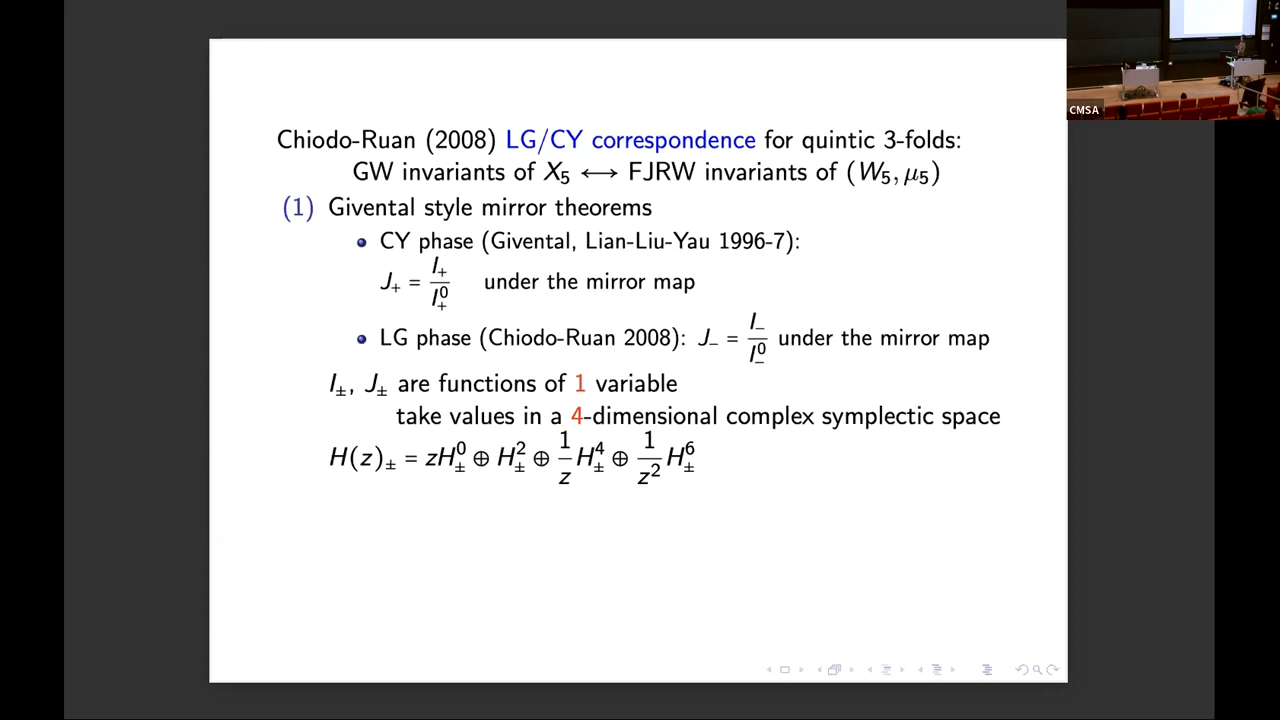 Chiodo-Ruan (2008) LG/CY correspondence for quintic 3-folds:
GW invariants of X₅ ⟷ FJRW invariants of (W₅, μ₅)
(1) Givental style mirror theorems
• CY phase (Givental, Lian-Liu-Yau 1996-7):
J₊ = I₊ / I₊⁰ under the mirror map
• LG phase (Chiodo-Ruan 2008): J₋ = I₋ / I₋⁰ under the mirror map
I±, J± are functions of 1 variable
take values in a 4-dimensional complex symplectic space
H(z)± = zH±⁰ ⊕ H±² ⊕ 1/z H±⁴ ⊕ 1/z² H±⁶
CMSA